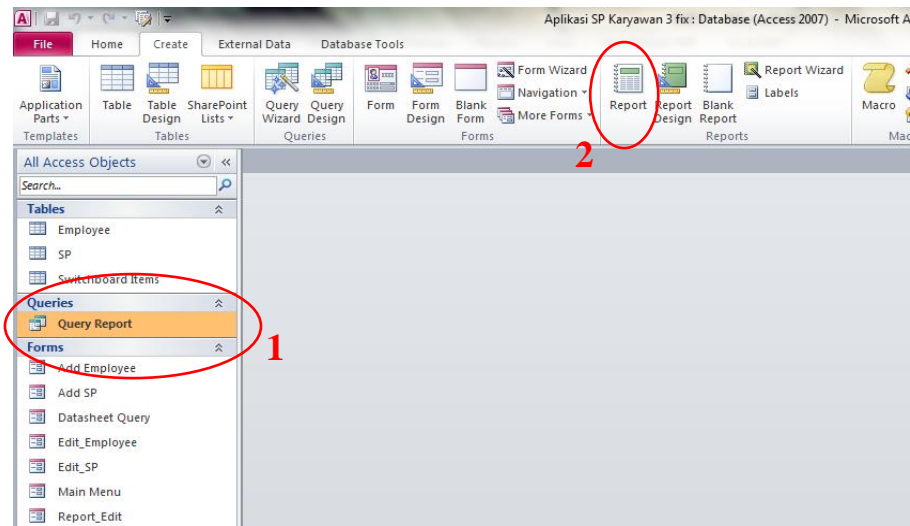 A
Aplikasi SP Karyawan 3 fix : Database (Access 2007) - Microsoft A
File Home Create External Data Database Tools
Application Parts
Table
Table Design
SharePoint Lists
Templates
Tables
Query Wizard
Query Design
Queries
Form
Form Design
Blank Form
Form Wizard
Navigation
More Forms
Forms
Report
Report Design
Blank Report
Report Wizard
Labels
Reports
Macro
Mac
2
All Access Objects
Search...
Tables
Employee
SP
Switchboard Items
Queries
Query Report
1
Forms
Add Employee
Add SP
Datasheet Query
Edit_Employee
Edit_SP
Main Menu
Report_Edit